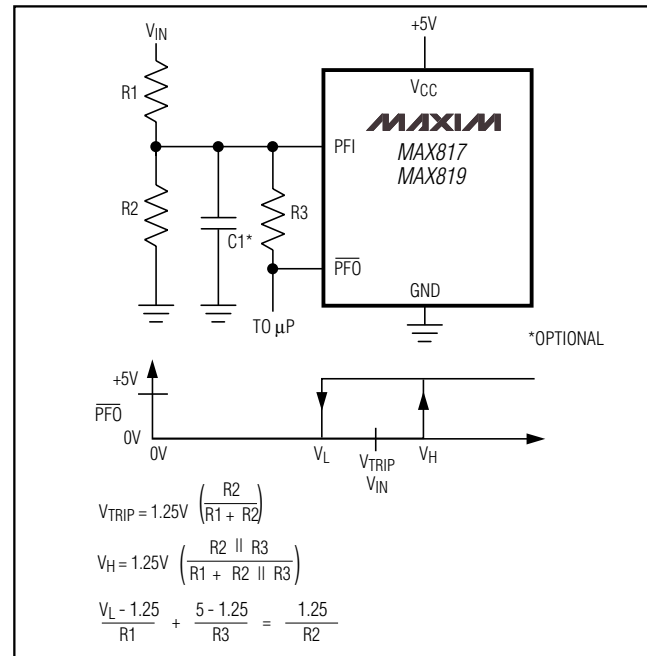 VIN
+5V
R1
VCC
MAXIM
PFI
MAX817
MAX819
R2
R3
C1*
PFO
GND
TO µP
*OPTIONAL
+5V
PFO
0V
0V
VL
VTRIP
VH
VIN
VTRIP = 1.25V (R2 / R1 + R2)
VH = 1.25V (R2 || R3 / R1 + R2 || R3)
VL - 1.25 / R1 + 5 - 1.25 / R3 = 1.25 / R2